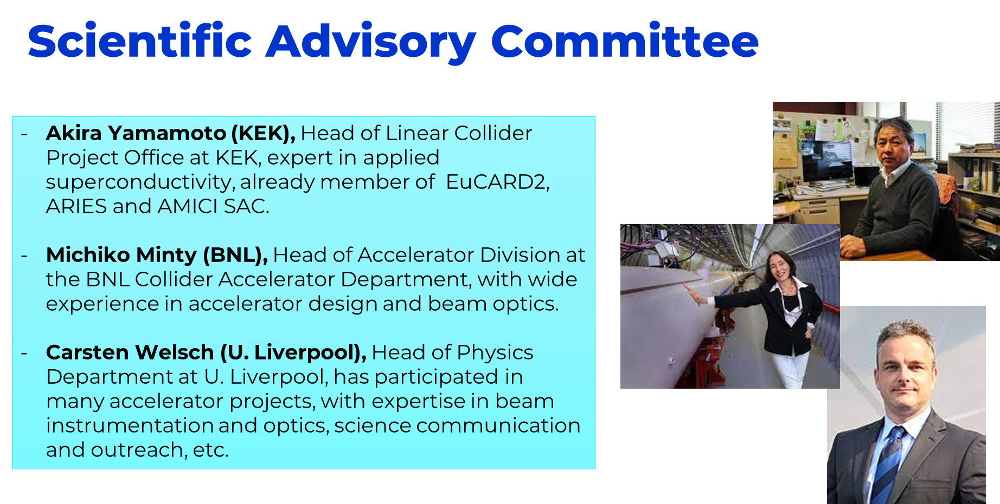 Scientific Advisory Committee
- Akira Yamamoto (KEK), Head of Linear Collider
Project Office at KEK, expert in applied
superconductivity, already member of  EuCARD2,
ARIES and AMICI SAC.
- Michiko Minty (BNL), Head of Accelerator Division at
the BNL Collider Accelerator Department, with wide
experience in accelerator design and beam optics.
- Carsten Welsch (U. Liverpool), Head of Physics
Department at U. Liverpool, has participated in
many accelerator projects, with expertise in beam
instrumentation and optics, science communication
and outreach, etc.